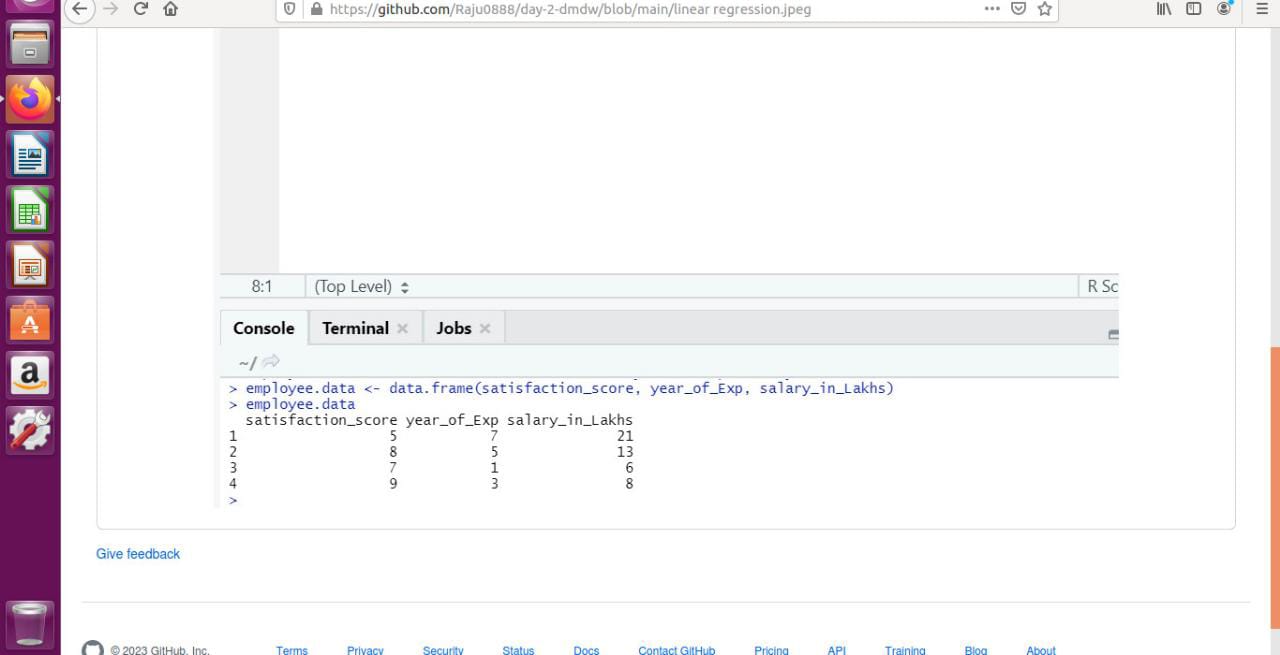 https://github.com/Raju0888/day-2-dmdw/blob/main/linear regression.jpeg
8:1 (Top Level) R Sc
Console Terminal Jobs
~/
> employee.data <- data.frame(satisfaction_score, year_of_Exp, salary_in_Lakhs)
> employee.data
satisfaction_score year_of_Exp salary_in_Lakhs
1 5 7 21
2 8 5 13
3 7 1 6
4 9 3 8
>
Give feedback
© 2023 GitHub, Inc. Terms Privacy Security Status Docs Contact GitHub Pricing API Training Blog About